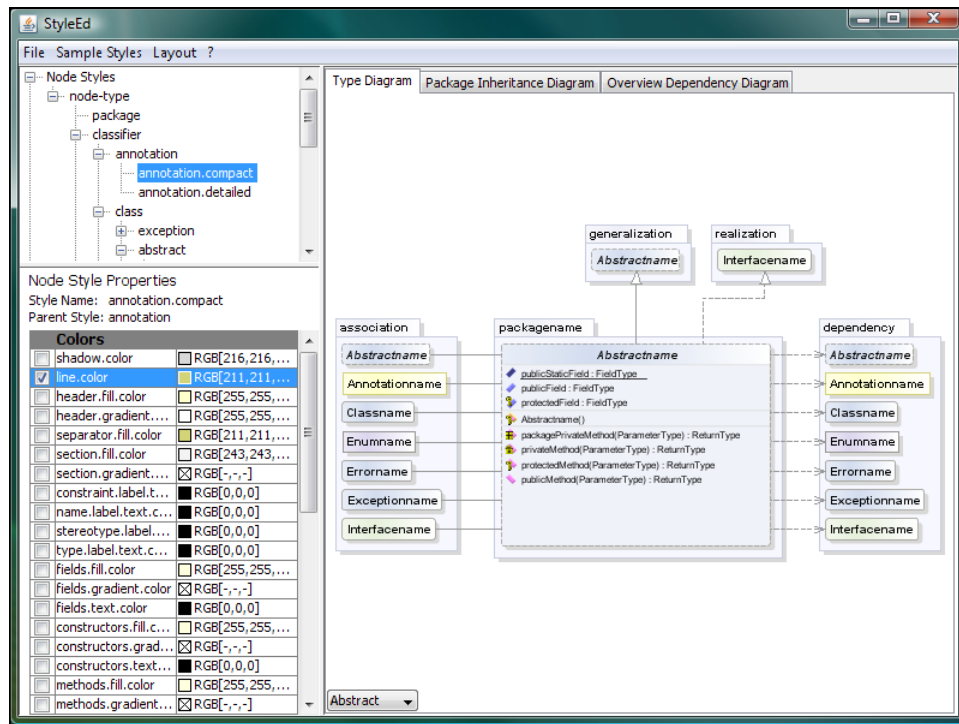 StyleEd
File Sample Styles Layout ?
Node Styles
node-type
package
classifier
annotation
annotation.compact
annotation.detailed
class
exception
abstract
Node Style Properties
Style Name: annotation.compact
Parent Style: annotation
Colors
shadow.color RGB[216,216,...
line.color RGB[211,211,...
header.fill.color RGB[255,255,...
header.gradient.... RGB[255,255,...
separator.fill.color RGB[211,211,...
section.fill.color RGB[243,243,...
section.gradient.... RGB[-,-,-]
constraint.label.t... RGB[0,0,0]
name.label.text.c... RGB[0,0,0]
stereotype.label.... RGB[0,0,0]
type.label.text.c... RGB[0,0,0]
fields.fill.color RGB[255,255,...
fields.gradient.color RGB[-,-,-]
fields.text.color RGB[0,0,0]
constructors.fill.c... RGB[255,255,...
constructors.grad... RGB[-,-,-]
constructors.text... RGB[0,0,0]
methods.fill.color RGB[255,255,...
methods.gradient... RGB[-,-,-]
Type Diagram Package Inheritance Diagram Overview Dependency Diagram
generalization
Abstractname
realization
Interfacename
association
Abstractname
Annotationname
Classname
Enumname
Errorname
Exceptionname
Interfacename
packagename
Abstractname
publicStaticField : FieldType
publicField : FieldType
protectedField : FieldType
Abstractname()
packagePrivateMethod(ParameterType) : ReturnType
privateMethod(ParameterType) : ReturnType
protectedMethod(ParameterType) : ReturnType
publicMethod(ParameterType) : ReturnType
dependency
Abstractname
Annotationname
Classname
Enumname
Errorname
Exceptionname
Interfacename
Abstract